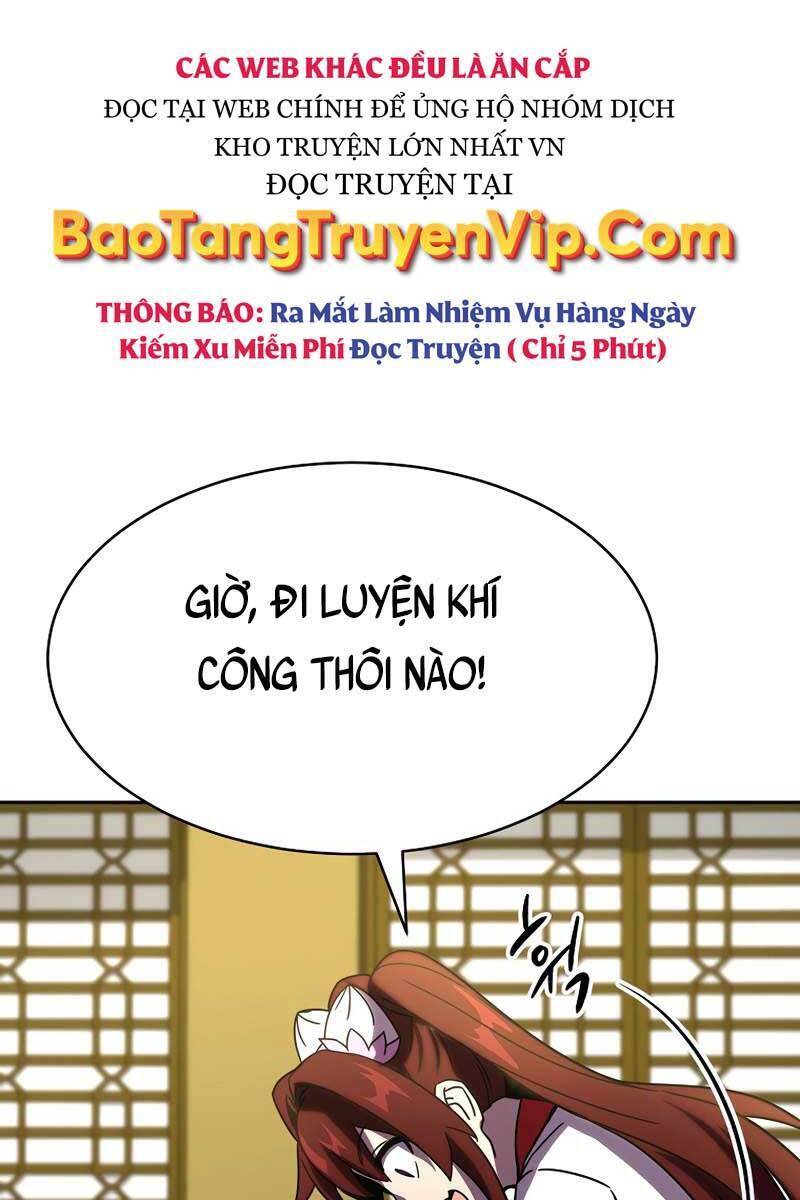 CÁC WEB KHÁC ĐỀU LÀ ĂN CẮP
ĐỌC TẠI WEB CHÍNH ĐỂ ỦNG HỘ NHÓM DỊCH
KHO TRUYỆN LỚN NHẤT VN
ĐỌC TRUYỆN TẠI
BaoTangTruyenVip.Com
THÔNG BÁO: Ra Mắt Làm Nhiệm Vụ Hàng Ngày
Kiếm Xu Miễn Phí Đọc Truyện ( Chỉ 5 Phút)
GIỜ, ĐI LUYỆN KHÍ
CÔNG THÔI NÀO!
휙